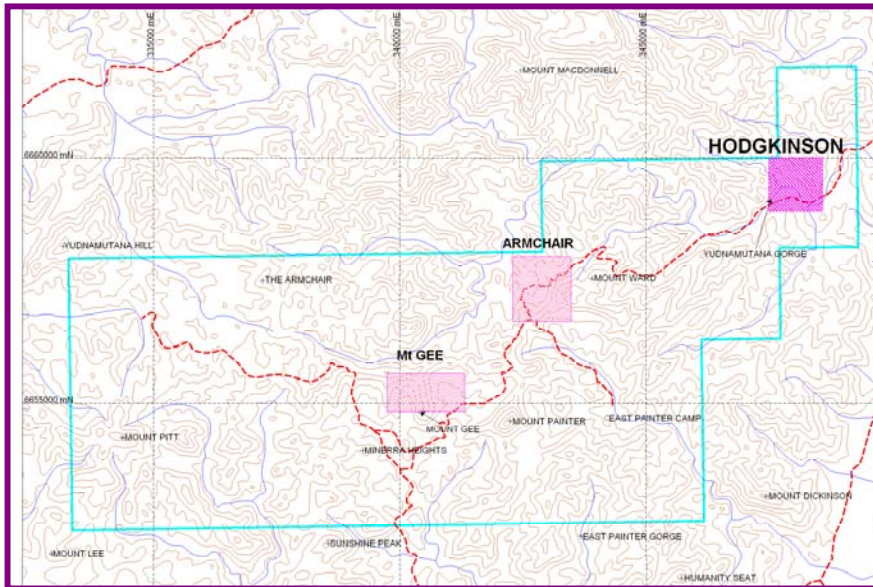 335000 mE
340000 mE
345000 mE
+MOUNT MACDONNELL
HODGKINSON
6660000 mN
ARMCHAIR
+YUDNAMUTANA HILL
YUDNAMUTANA GORGE
+THE ARMCHAIR
+MOUNT WARD
Mt GEE
6655000 mN
+MOUNT PAINTER
EAST PAINTER CAMP
MOUNT GEE
+MOUNT PITT
+MINERRA HEIGHTS
+MOUNT DICKINSON
+SUNSHINE PEAK
+EAST PAINTER GORGE
+MOUNT LEE
+HUMANITY SEAT